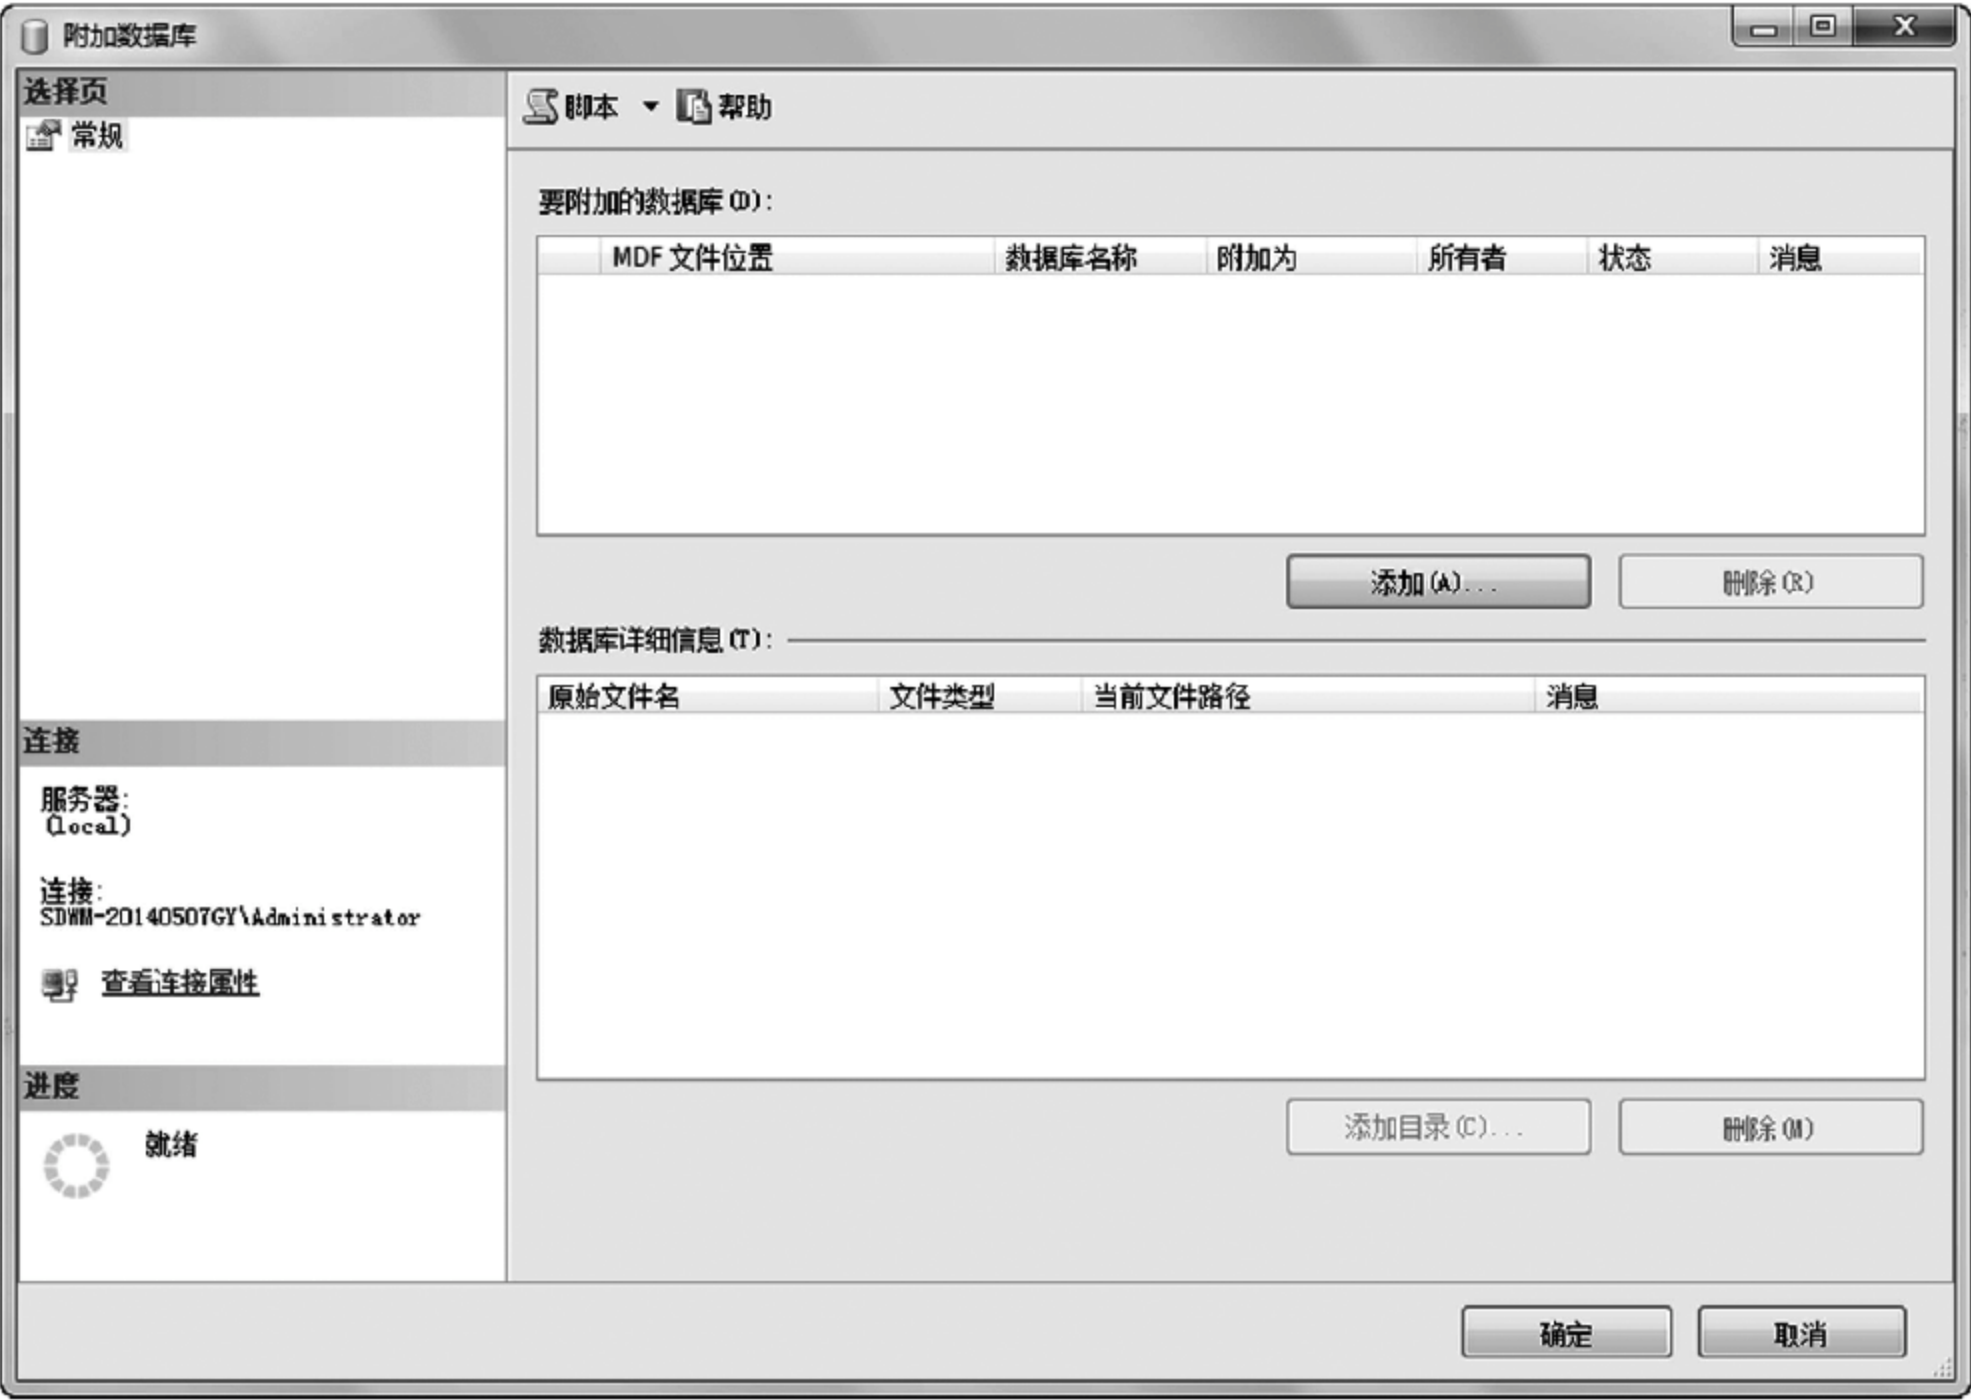 附加数据库
选择页
常规
脚本 帮助
要附加的数据库(D):
MDF 文件位置 数据库名称 附加为 所有者 状态 消息
添加(A)... 删除(R)
数据库详细信息(T):
原始文件名 文件类型 当前文件路径 消息
连接
服务器:
(local)
连接:
SDWM-20140507GY\Administrator
查看连接属性
进度
就绪
添加目录(C)... 删除(M)
确定 取消